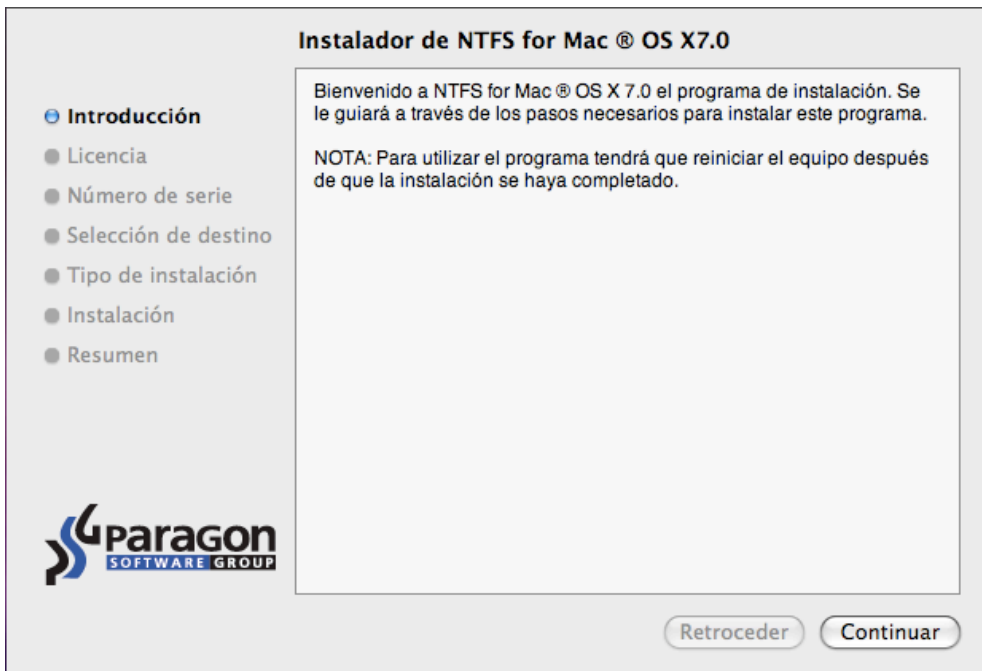 Instalador de NTFS for Mac ® OS X7.0
Introducción
Licencia
Número de serie
Selección de destino
Tipo de instalación
Instalación
Resumen
Bienvenido a NTFS for Mac ® OS X 7.0 el programa de instalación. Se
le guiará a través de los pasos necesarios para instalar este programa.
NOTA: Para utilizar el programa tendrá que reiniciar el equipo después
de que la instalación se haya completado.
Paragon
SOFTWARE GROUP
Retroceder
Continuar